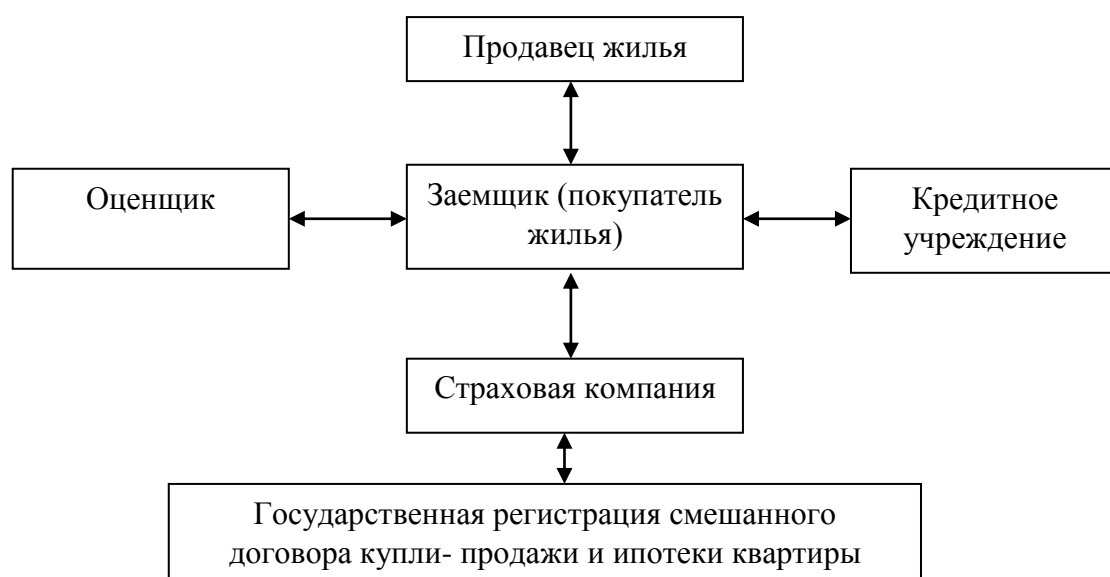 Продавец жилья
Оценщик
Заемщик (покупатель
жилья)
Кредитное
учреждение
Страховая компания
Государственная регистрация смешанного
договора купли- продажи и ипотеки квартиры